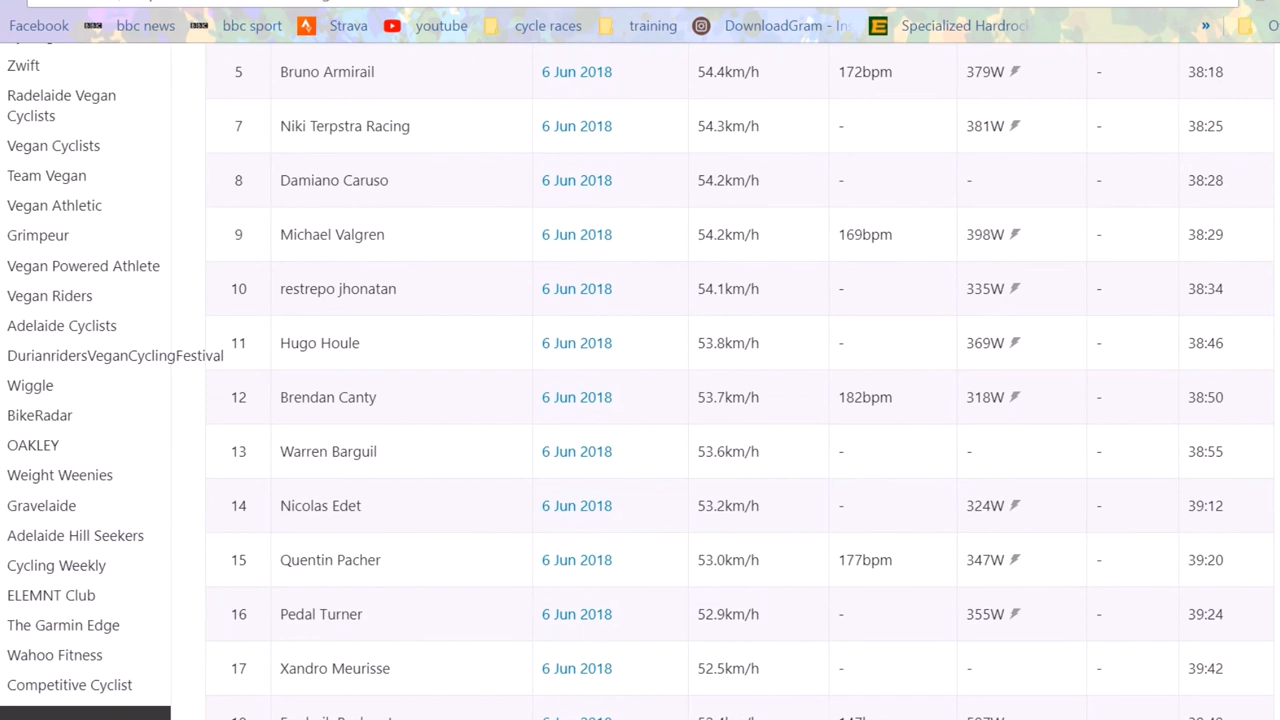 Facebook bbc news bbc sport Strava youtube cycle races training DownloadGram - Ins Specialized Hardroc »
Zwift
Radelaide Vegan
Cyclists
Vegan Cyclists
Team Vegan
Vegan Athletic
Grimpeur
Vegan Powered Athlete
Vegan Riders
Adelaide Cyclists
DurianridersVeganCyclingFestival
Wiggle
BikeRadar
OAKLEY
Weight Weenies
Gravelaide
Adelaide Hill Seekers
Cycling Weekly
ELEMNT Club
The Garmin Edge
Wahoo Fitness
Competitive Cyclist
5 Bruno Armirail 6 Jun 2018 54.4km/h 172bpm 379W - 38:18
7 Niki Terpstra Racing 6 Jun 2018 54.3km/h - 381W - 38:25
8 Damiano Caruso 6 Jun 2018 54.2km/h - - - 38:28
9 Michael Valgren 6 Jun 2018 54.2km/h 169bpm 398W - 38:29
10 restrepo jhonatan 6 Jun 2018 54.1km/h - 335W - 38:34
11 Hugo Houle 6 Jun 2018 53.8km/h - 369W - 38:46
12 Brendan Canty 6 Jun 2018 53.7km/h 182bpm 318W - 38:50
13 Warren Barguil 6 Jun 2018 53.6km/h - - - 38:55
14 Nicolas Edet 6 Jun 2018 53.2km/h - 324W - 39:12
15 Quentin Pacher 6 Jun 2018 53.0km/h 177bpm 347W - 39:20
16 Pedal Turner 6 Jun 2018 52.9km/h - 355W - 39:24
17 Xandro Meurisse 6 Jun 2018 52.5km/h - - - 39:42